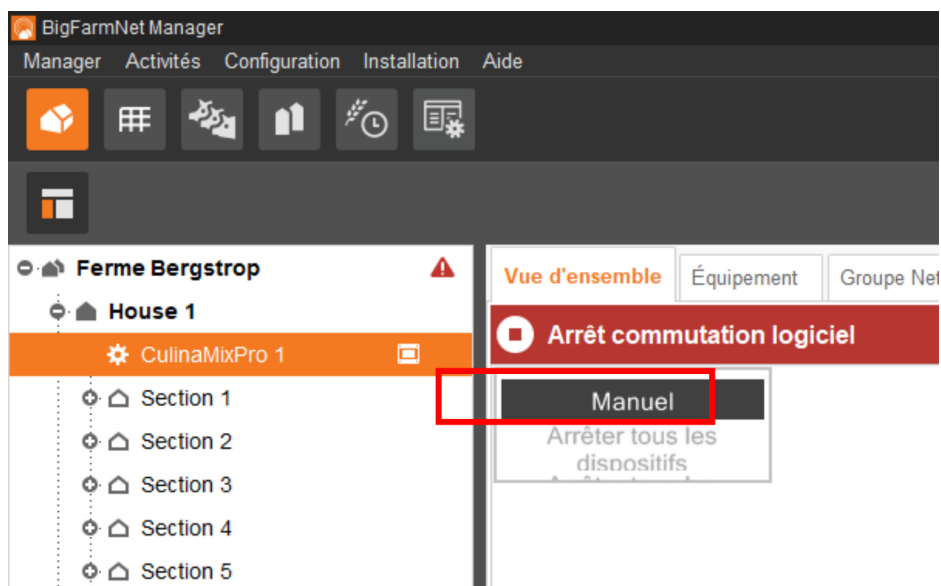 BigFarmNet Manager
Manager Activités Configuration Installation Aide
Ferme Bergstrop
House 1
CulinaMixPro 1
Section 1
Section 2
Section 3
Section 4
Section 5
Vue d'ensemble Équipement Groupe Net
Arrêt commutation logiciel
Manuel
Arrêter tous les
dispositifs